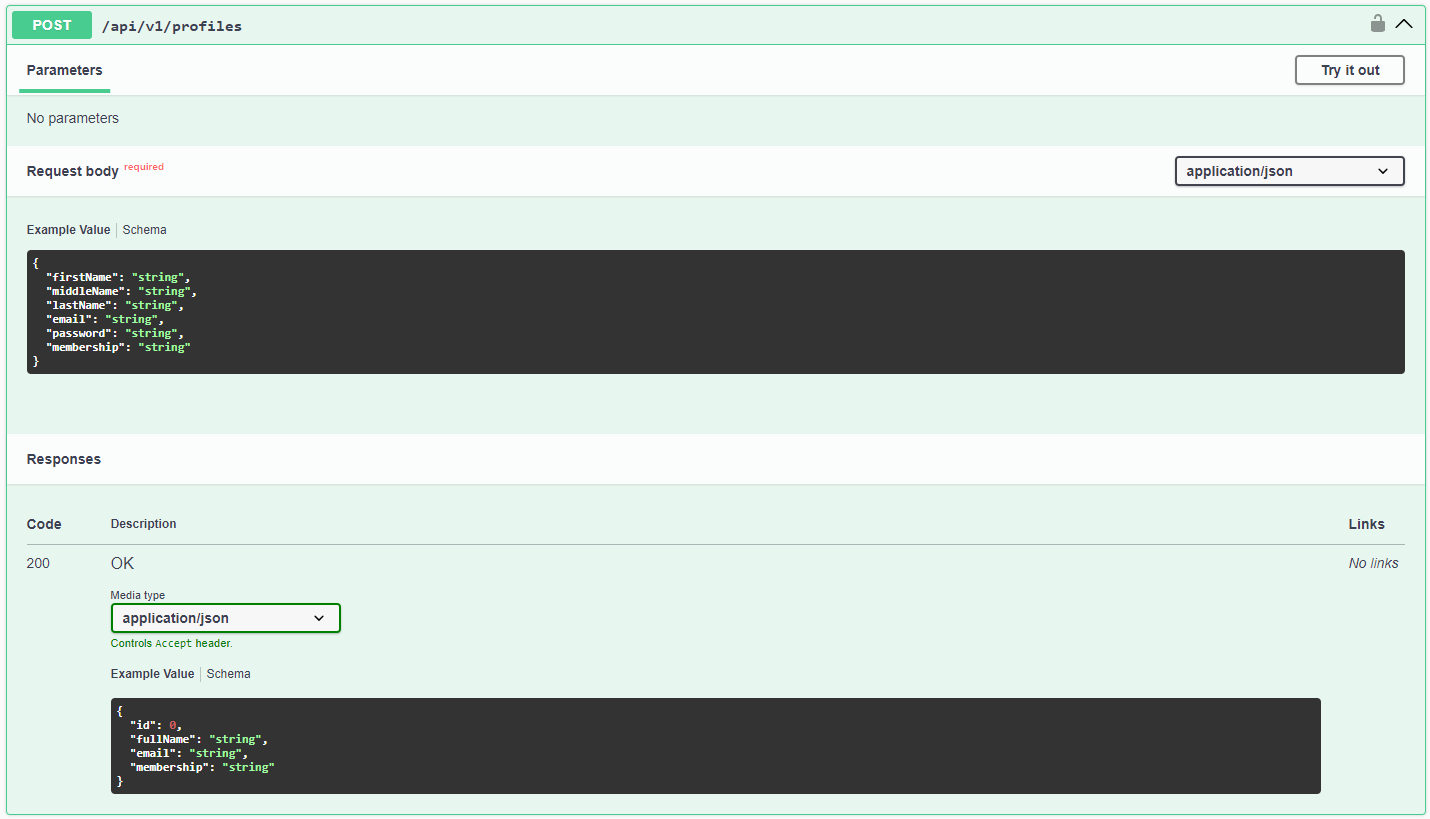 POST /api/v1/profiles
Parameters Try it out
No parameters
Request body required application/json
Example Value Schema
{
"firstName": "string",
"middleName": "string",
"lastName": "string",
"email": "string",
"password": "string",
"membership": "string"
}
Responses
Code Description Links
200 OK No links
Media type
application/json
Controls Accept header.
Example Value Schema
{
"id": 0,
"fullName": "string",
"email": "string",
"membership": "string"
}